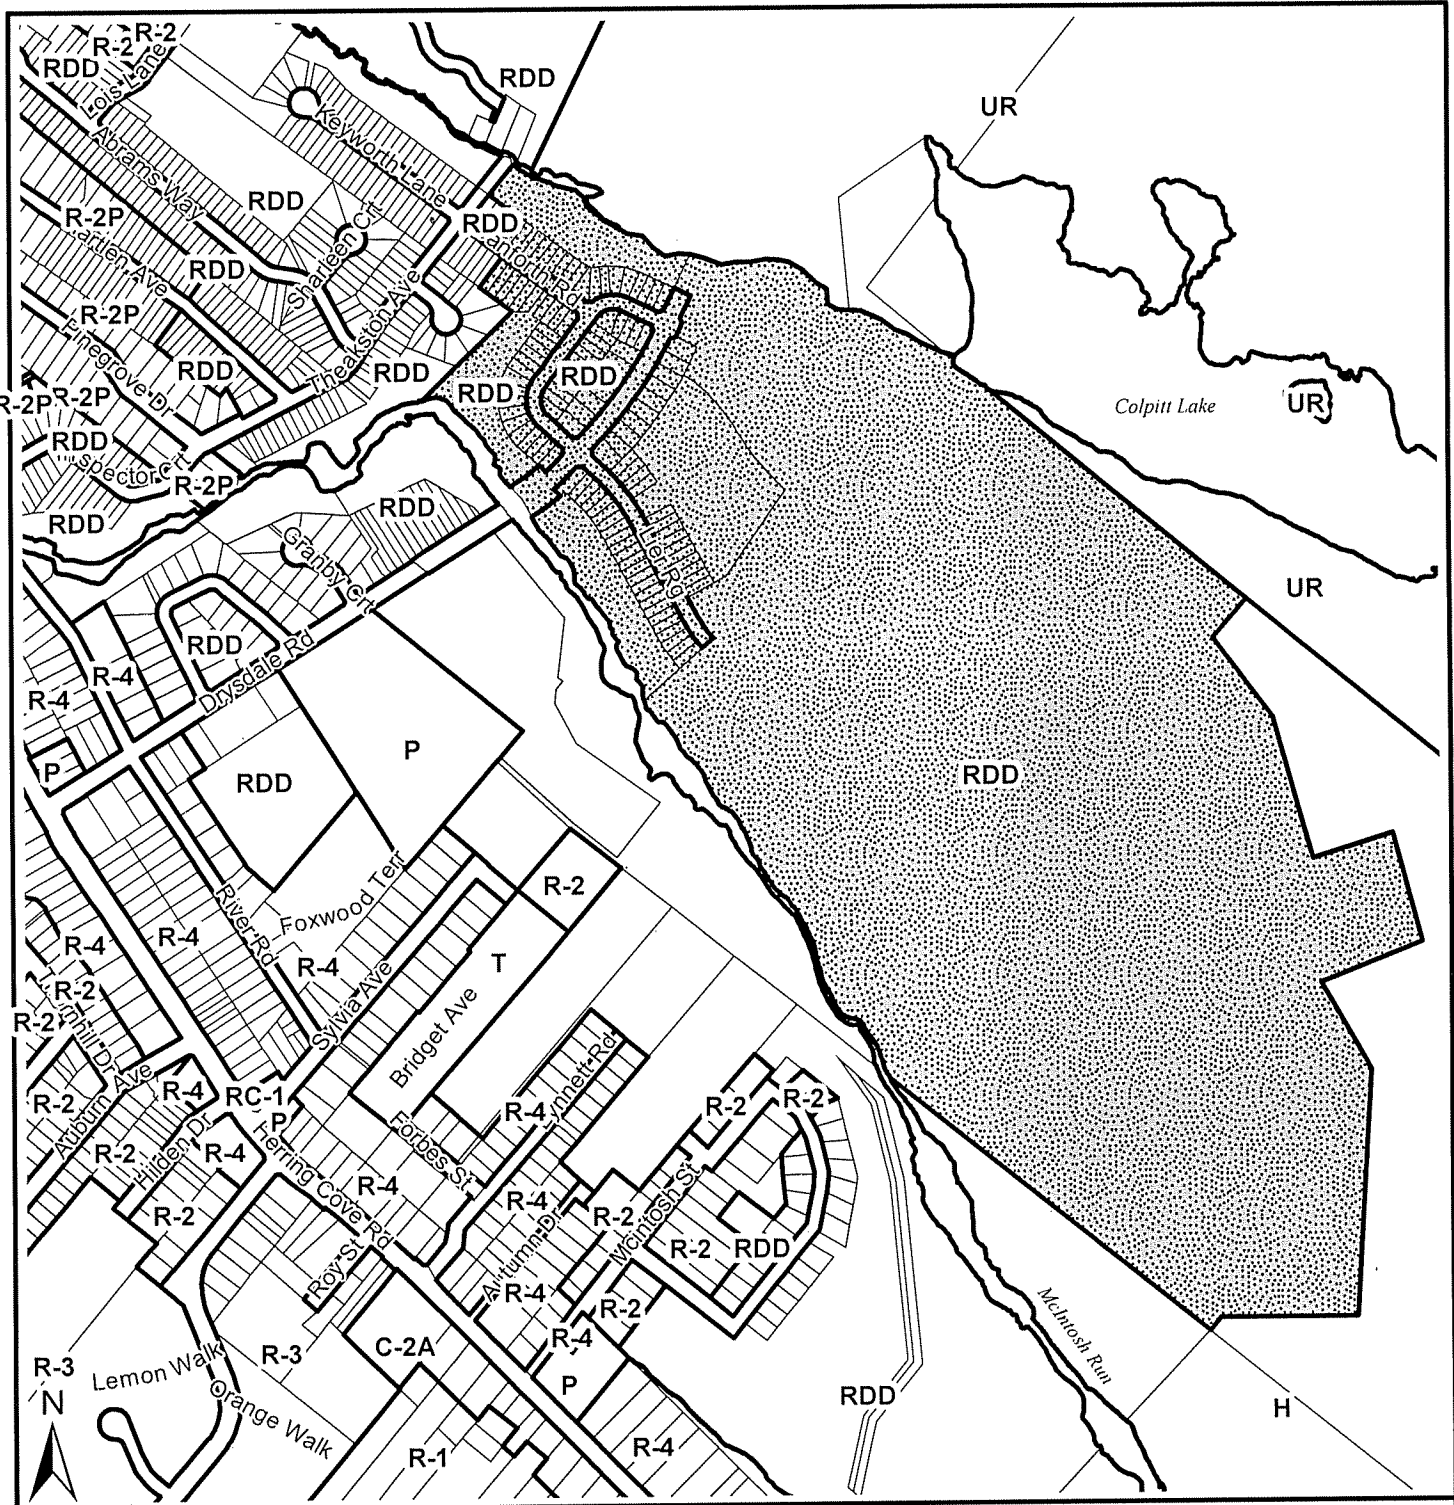 R-2
R-2
RDD
Lois Lane
RDD
UR
Keyworth Lane
Abrams Way
RDD
RDD
R-2P
Shaleen Crt
RDD
R-2P
Pinegrove Dr
Theakston Ave
RDD
RDD
RDD
RDD
R-2P
R-2P
Colpitt Lake
UR
RDD
R-2P
RDD
RDD
Granby Crt
UR
RDD
Drysdale Rd
R-4
R-4
P
P
RDD
RDD
R-2
Foxwood Terr
River Rd
R-4
R-4
R-4
T
Sylvia Ave
R-2
R-2
Bridget Ave
Auburn Ave
R-4
RC-1
P
R-2
R-4
R-2
R-2
Hilden Dr
R-4
Forbes St
R-2
Herring Cove Rd
R-4
R-4
R-2
R-2
McIntosh St
R-2
RDD
Roy St
Autumn Dr
R-4
R-2
R-4
McIntosh Run
C-2A
R-3
R-3
Lemon Walk
P
RDD
H
N
Orange Walk
R-1
R-4